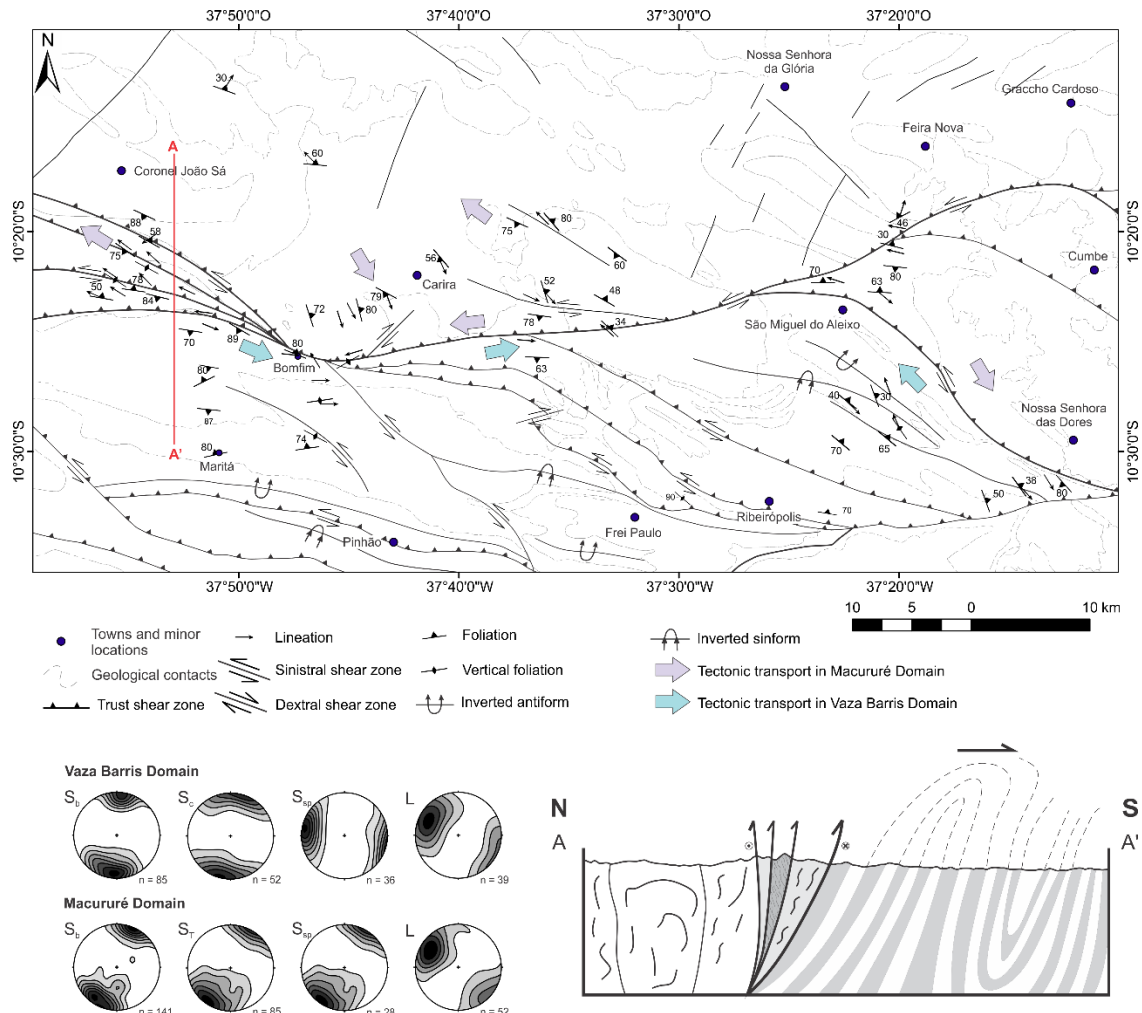 37°50'0"W 37°40'0"W 37°30'0"W 37°20'0"W
N
Nossa Senhora
da Glória
Graccho Cardoso
30
Feira Nova
60
A
Coronel João Sá
10°20'0"S
10°20'0"S
88
58
75
78
50
84
70
89
80
75
60
56
Carira
52
48
79
80
72
78
34
46
30
80
70
63
Cumbe
São Miguel do Aleixo
80
Bomfim
63
80
87
80
74
A'
Maritá
10°30'0"S
10°30'0"S
40
30
65
70
Nossa Senhora
das Dores
38
50
80
90
70
Ribeirópolis
Frei Paulo
Pinhão
37°50'0"W 37°40'0"W 37°30'0"W 37°20'0"W
10 5 0 10 km
Towns and minor
locations
Geological contacts
Trust shear zone
Lineation
Sinistral shear zone
Dextral shear zone
Foliation
Vertical foliation
Inverted antiform
Inverted sinform
Tectonic transport in Macururé Domain
Tectonic transport in Vaza Barris Domain
Vaza Barris Domain
Sb Sc Ssp L
n = 85 n = 52 n = 36 n = 39
Macururé Domain
Sb ST Ssp L
n = 141 n = 85 n = 28 n = 52
N S
A A'